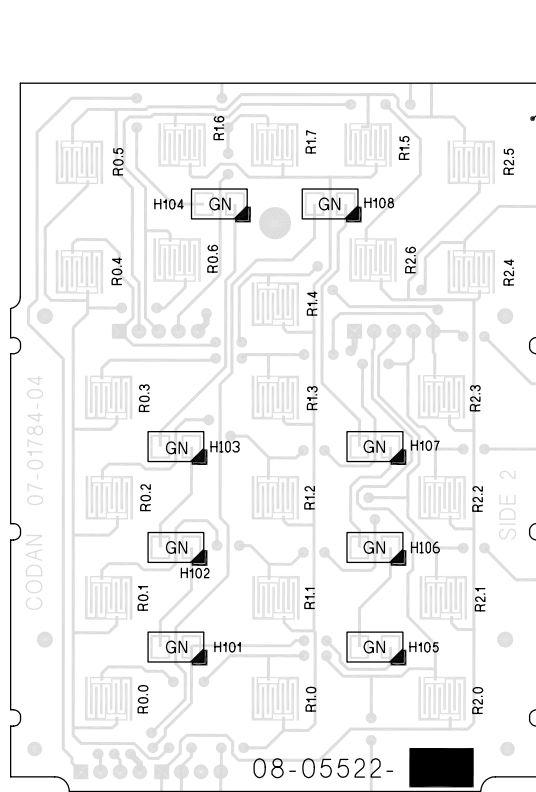 R1.6
R1.7
R1.5
R0.5
R2.5
H104 GN
GN H108
R0.4
R0.6
R2.6
R2.4
R1.4
R0.3
R1.3
R2.3
GN H103
GN H107
R0.2
R1.2
R2.2
GN
H102
GN H106
R0.1
R1.1
R2.1
GN H101
GN H105
R0.0
R1.0
R2.0
CODAN 07-01784-04
SIDE 2
08-05522-